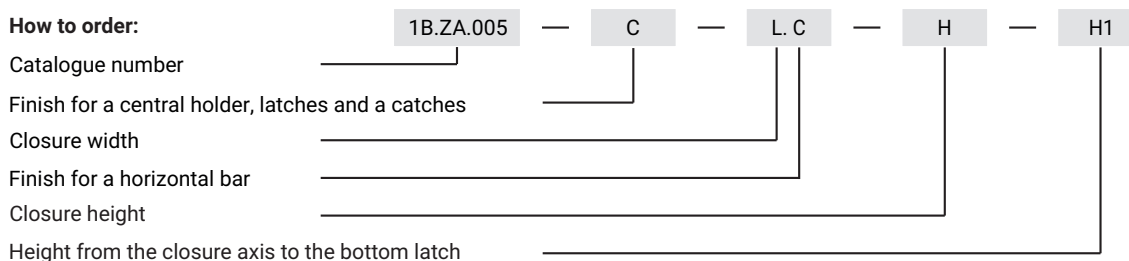 How to order: 1B.ZA.005 — C — L. C — H — H1
Catalogue number
Finish for a central holder, latches and a catches
Closure width
Finish for a horizontal bar
Closure height
Height from the closure axis to the bottom latch